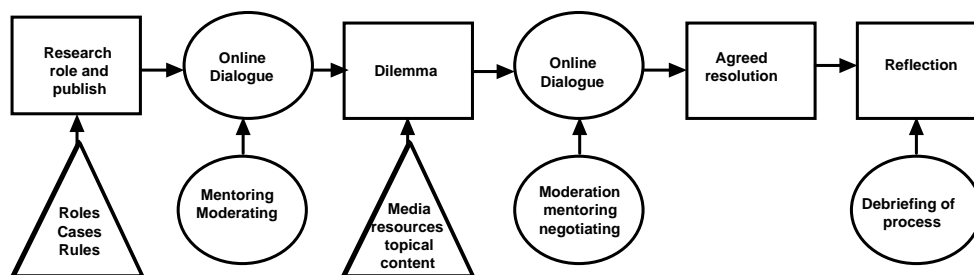 Research
role and
publish
Online
Dialogue
Dilemma
Online
Dialogue
Agreed
resolution
Reflection
Roles
Cases
Rules
Mentoring
Moderating
Media
resources
topical
content
Moderation
mentoring
negotiating
Debriefing of
process